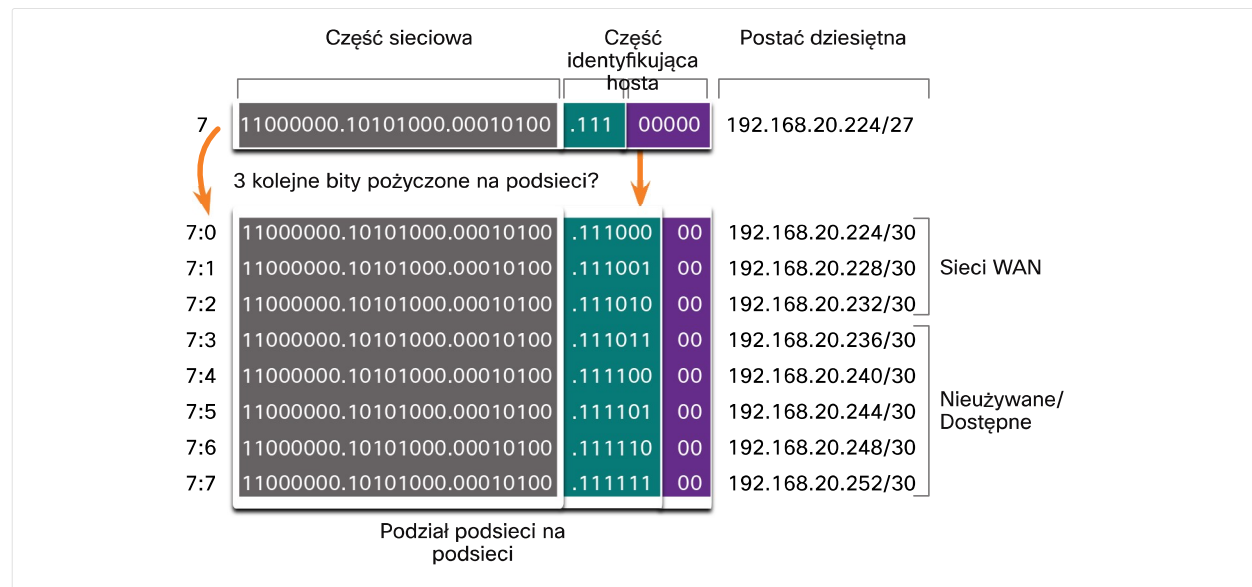 Część sieciowa
Część
identyfikująca
hosta
Postać dziesiętna
7 11000000.10101000.00010100 .111 00000 192.168.20.224/27
3 kolejne bity pożyczone na podsieci?
7:0 11000000.10101000.00010100 .111000 00 192.168.20.224/30
7:1 11000000.10101000.00010100 .111001 00 192.168.20.228/30
7:2 11000000.10101000.00010100 .111010 00 192.168.20.232/30
Sieci WAN
7:3 11000000.10101000.00010100 .111011 00 192.168.20.236/30
7:4 11000000.10101000.00010100 .111100 00 192.168.20.240/30
7:5 11000000.10101000.00010100 .111101 00 192.168.20.244/30
7:6 11000000.10101000.00010100 .111110 00 192.168.20.248/30
7:7 11000000.10101000.00010100 .111111 00 192.168.20.252/30
Nieużywane/
Dostępne
Podział podsieci na
podsieci